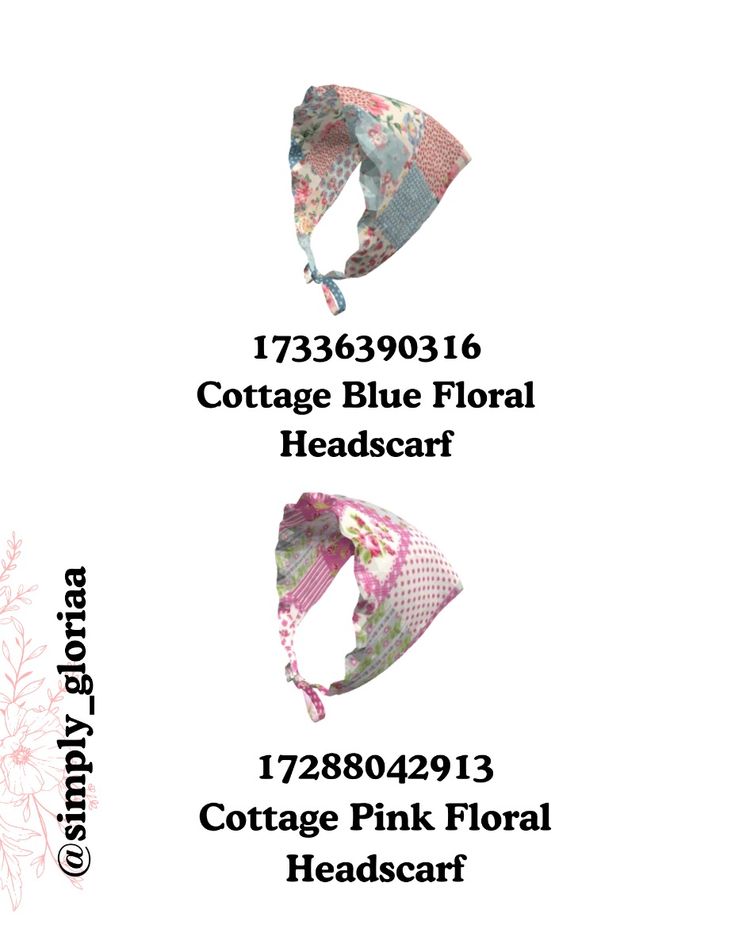 17336390316
Cottage Blue Floral
Headscarf
17288042913
Cottage Pink Floral
Headscarf
@simply_gloriaa